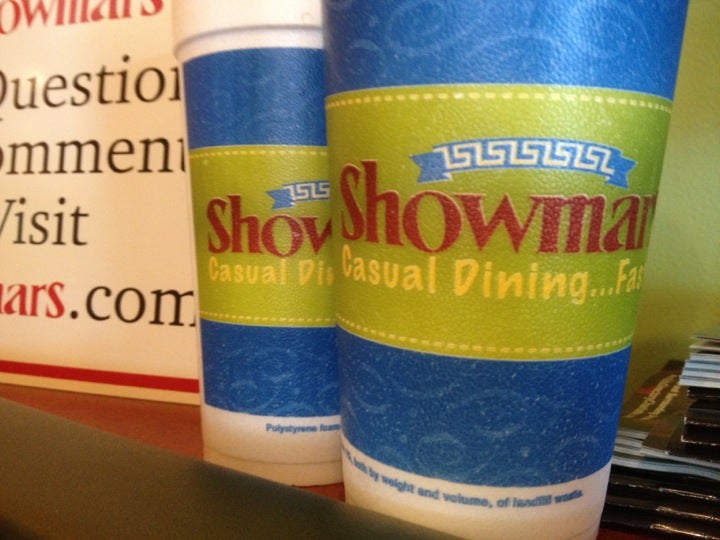 owmars
Question
omment
Visit
ars.com
Show
Casual Di
Polystyrene foam
Showmar
Casual Dining...Fas
by weight and volume, of landfill waste.